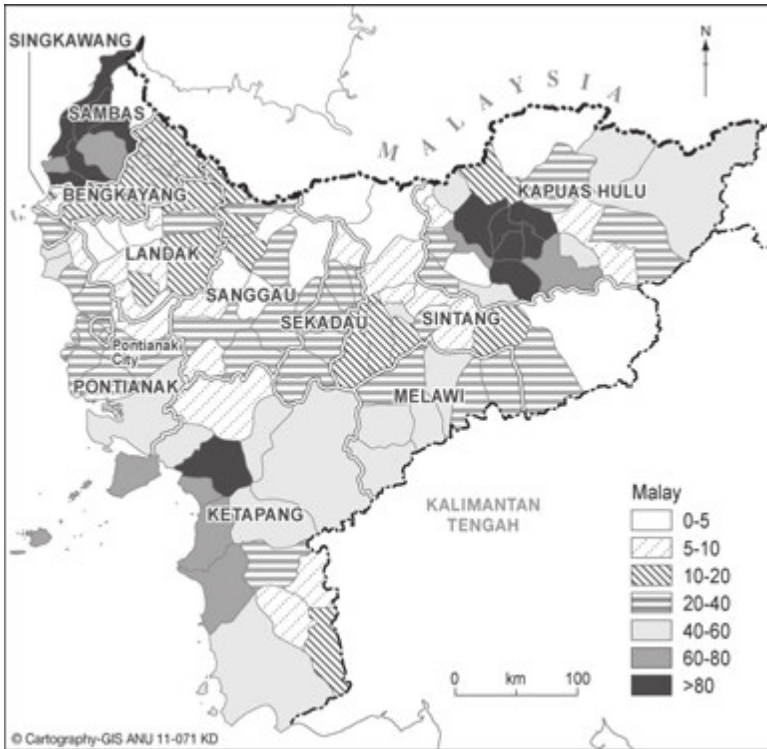 SINGKAWANG
N
SAMBAS
MALAYSIA
BENGKAYANG
KAPUAS HULU
LANDAK
SANGGAU
SEKADAU
SINTANG
Pontianak
City
PONTIANAK
MELAWI
KETAPANG
KALIMANTAN
TENGAH
Malay
0-5
5-10
10-20
20-40
40-60
60-80
>80
0
100
km
© Cartography-GIS ANU 11-071 KD